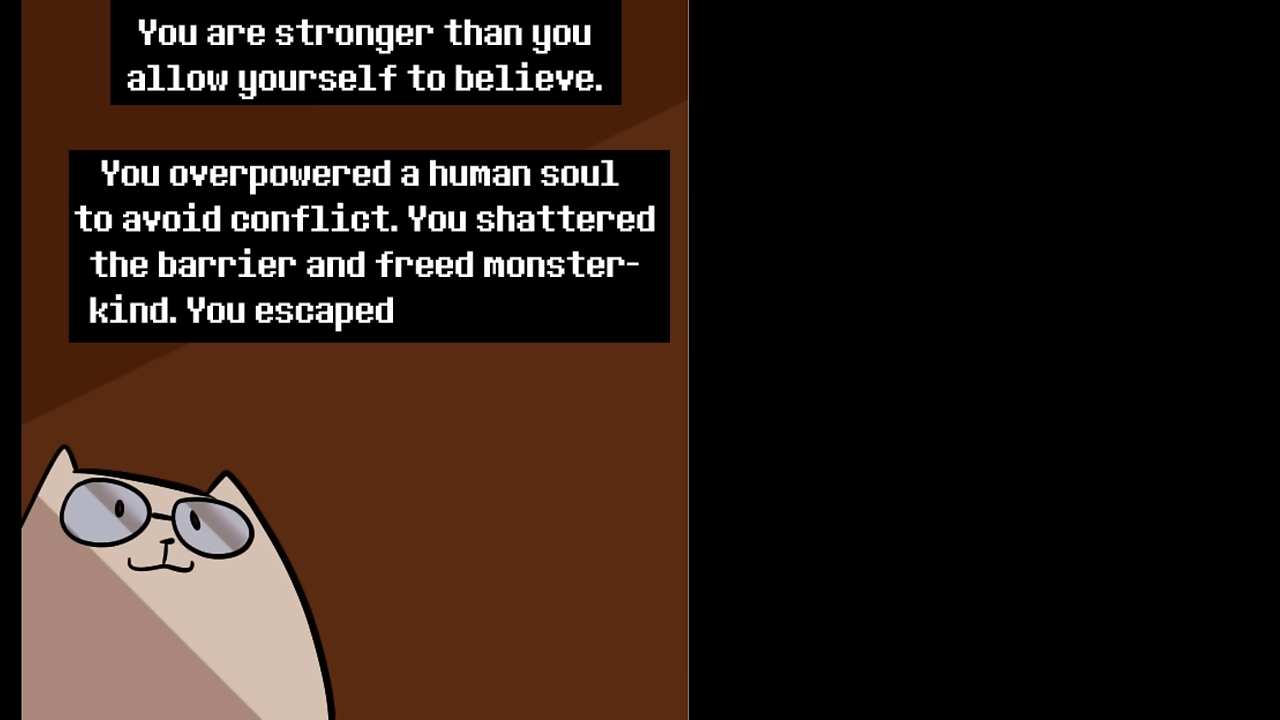 You are stronger than you
allow yourself to believe.
You overpowered a human soul
to avoid conflict. You shattered
the barrier and freed monster-
kind. You escaped